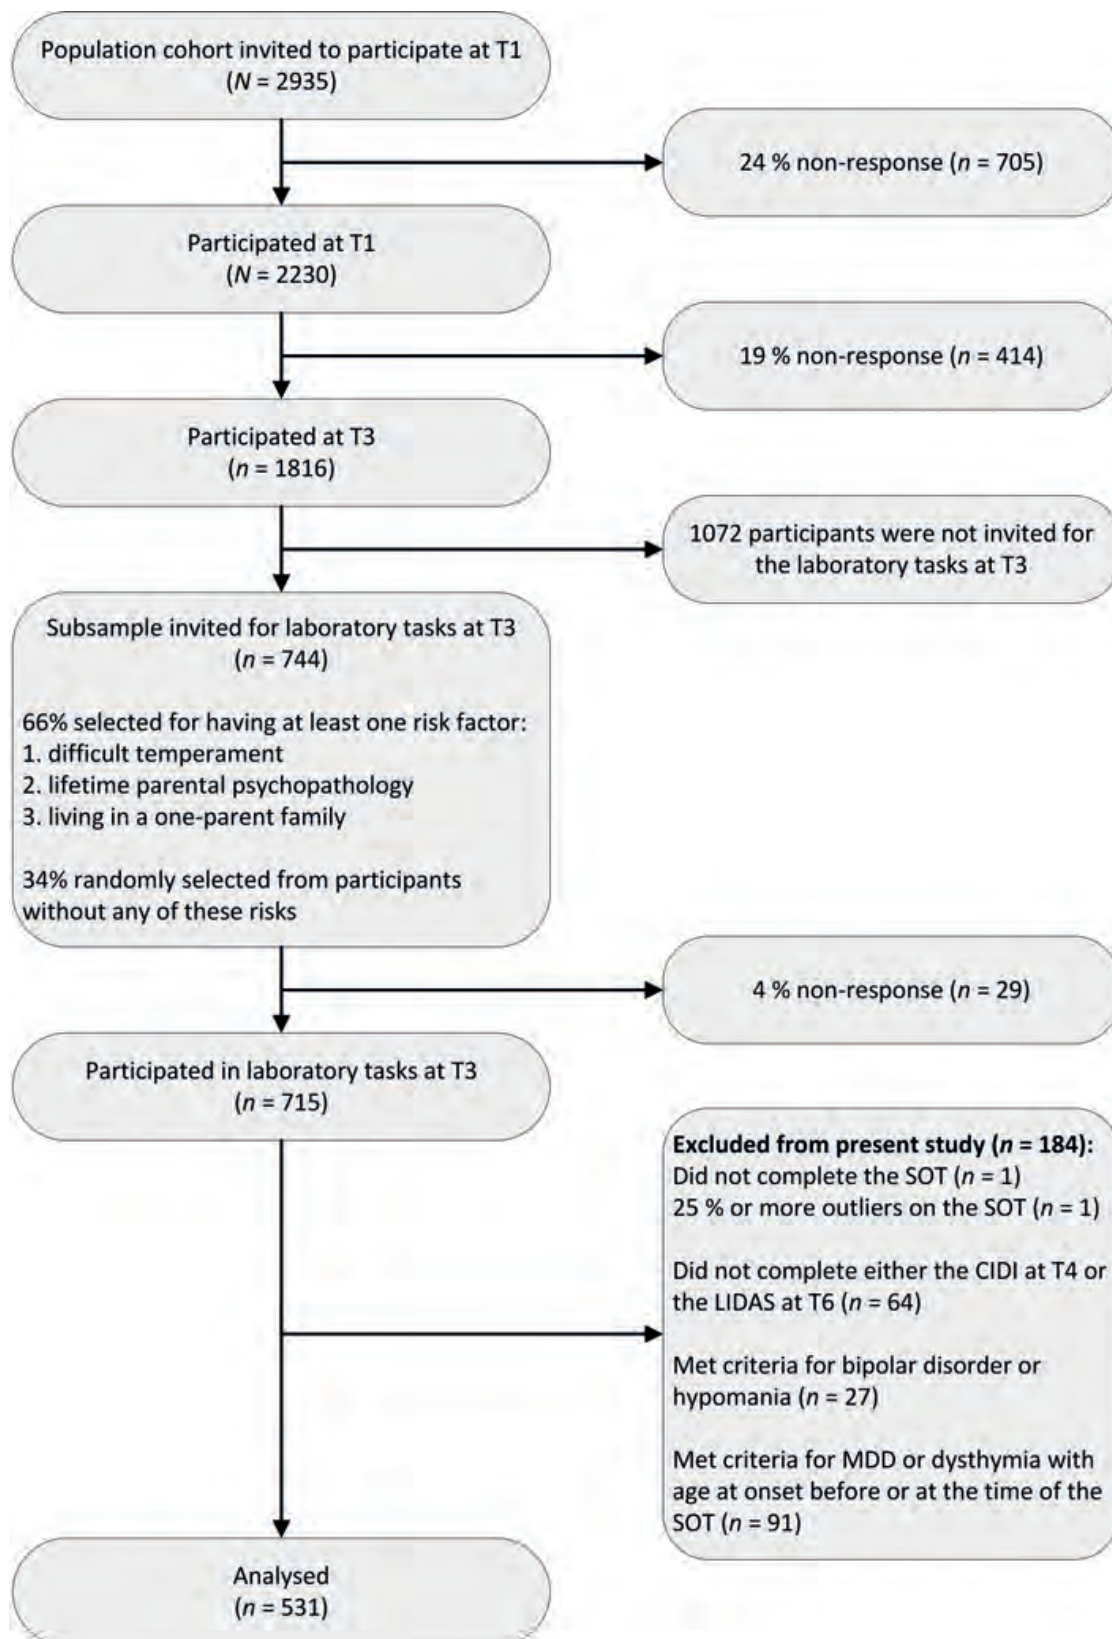 Population cohort invited to participate at T1
(N = 2935)
24 % non-response (n = 705)
Participated at T1
(N = 2230)
19 % non-response (n = 414)
Participated at T3
(n = 1816)
1072 participants were not invited for
the laboratory tasks at T3
Subsample invited for laboratory tasks at T3
(n = 744)
66% selected for having at least one risk factor:
1. difficult temperament
2. lifetime parental psychopathology
3. living in a one-parent family
34% randomly selected from participants
without any of these risks
4 % non-response (n = 29)
Participated in laboratory tasks at T3
(n = 715)
Excluded from present study (n = 184):
Did not complete the SOT (n = 1)
25 % or more outliers on the SOT (n = 1)
Did not complete either the CIDI at T4 or
the LIDAS at T6 (n = 64)
Met criteria for bipolar disorder or
hypomania (n = 27)
Met criteria for MDD or dysthymia with
age at onset before or at the time of the
SOT (n = 91)
Analysed
(n = 531)